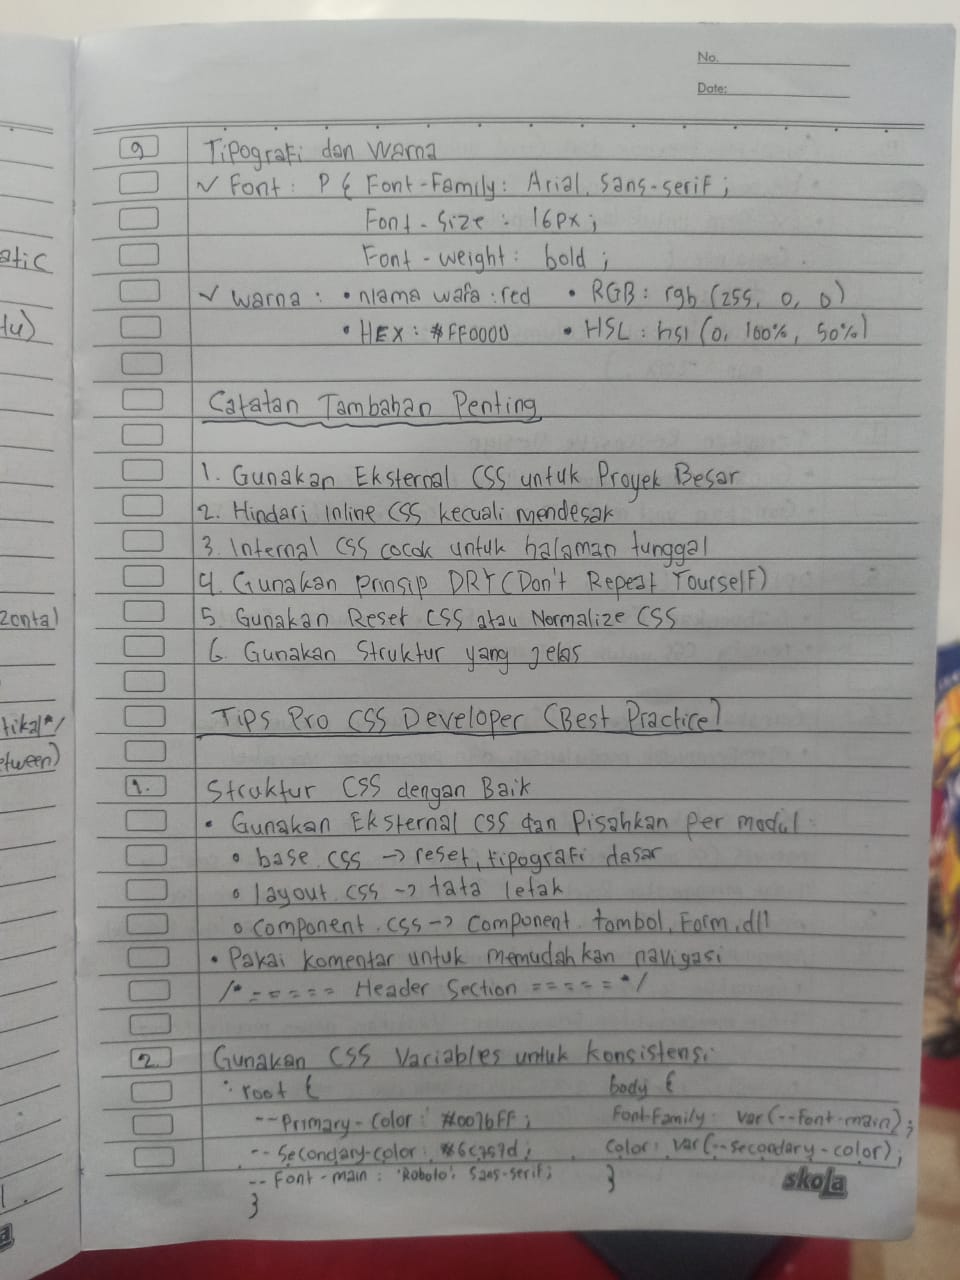 No.
Date:
9 Tipografi dan Warna
✓ Font : P { Font-Family : Arial, Sans-serif ;
Font-Size : 16px ;
Font-weight : bold ;
✓ Warna : • nlama wara : red • RGB : rgb (255, 0, 0)
• HEX : #FF0000 • HSL : hsl (0, 100%, 50%)
Catatan Tambahan Penting
1. Gunakan Eksternal CSS untuk Proyek Besar
2. Hindari Inline CSS kecuali mendesak
3. Internal CSS cocok untuk halaman tunggal
4. Gunakan Prinsip DRY (Don't Repeat Yourself)
5. Gunakan Reset CSS atau Normalize CSS
6. Gunakan Struktur yang jelas
Tips Pro CSS Developer (Best Practice)
1. Struktur CSS dengan Baik
• Gunakan Eksternal CSS dan Pisahkan Per modul :
o base.css -> reset, tipografi dasar
o layout.css -> tata letak
o Component.css -> Component, tombol, Form, dll
• Pakai komentar untuk memudahkan navigasi
/* ===== Header Section ===== */
2. Gunakan CSS Variables untuk konsistensi
: root { body {
--Primary-Color : #007bFF ; Font-Family : var(--Font-main) ;
--Secondary-color : #6c757d ; Color : var(--secondary-color) ;
--Font-main : 'Roboto', Sans-serif ; }
}
skola
atic
tu)
zontal
tikal*/
etween)